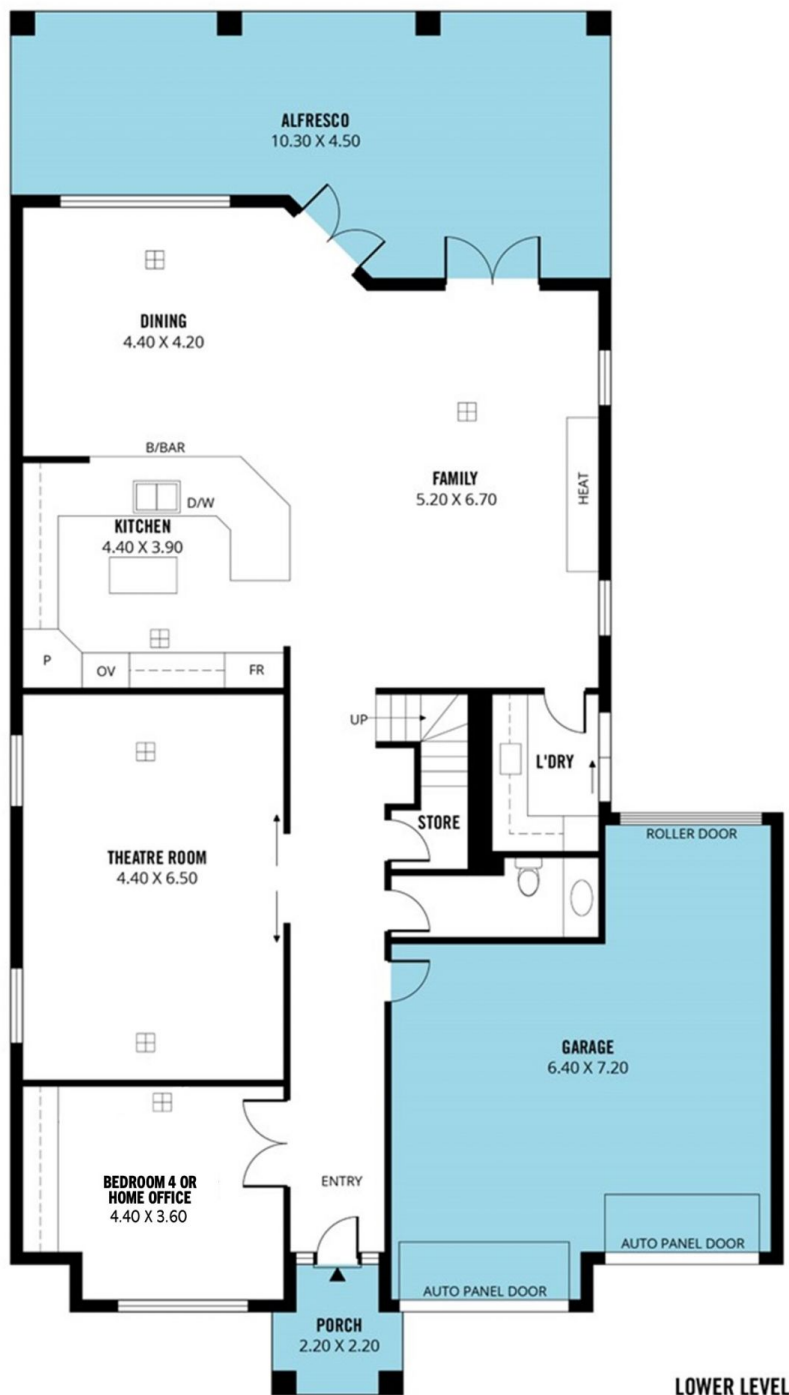 ALFRESCO
10.30 X 4.50
DINING
4.40 X 4.20
B/BAR
D/W
KITCHEN
4.40 X 3.90
FAMILY
5.20 X 6.70
HEAT
P
OV
FR
UP
L'DRY
STORE
THEATRE ROOM
4.40 X 6.50
ROLLER DOOR
GARAGE
6.40 X 7.20
BEDROOM 4 OR
HOME OFFICE
4.40 X 3.60
ENTRY
AUTO PANEL DOOR
AUTO PANEL DOOR
PORCH
2.20 X 2.20
LOWER LEVEL